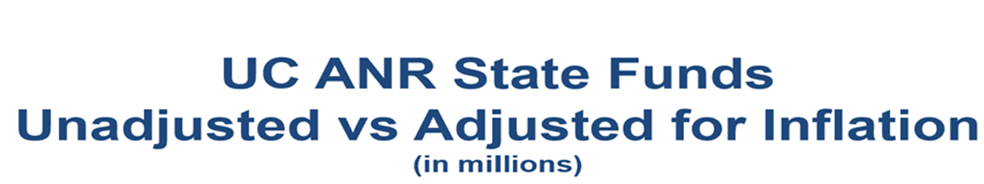 UC ANR State Funds
Unadjusted vs Adjusted for Inflation
(in millions)